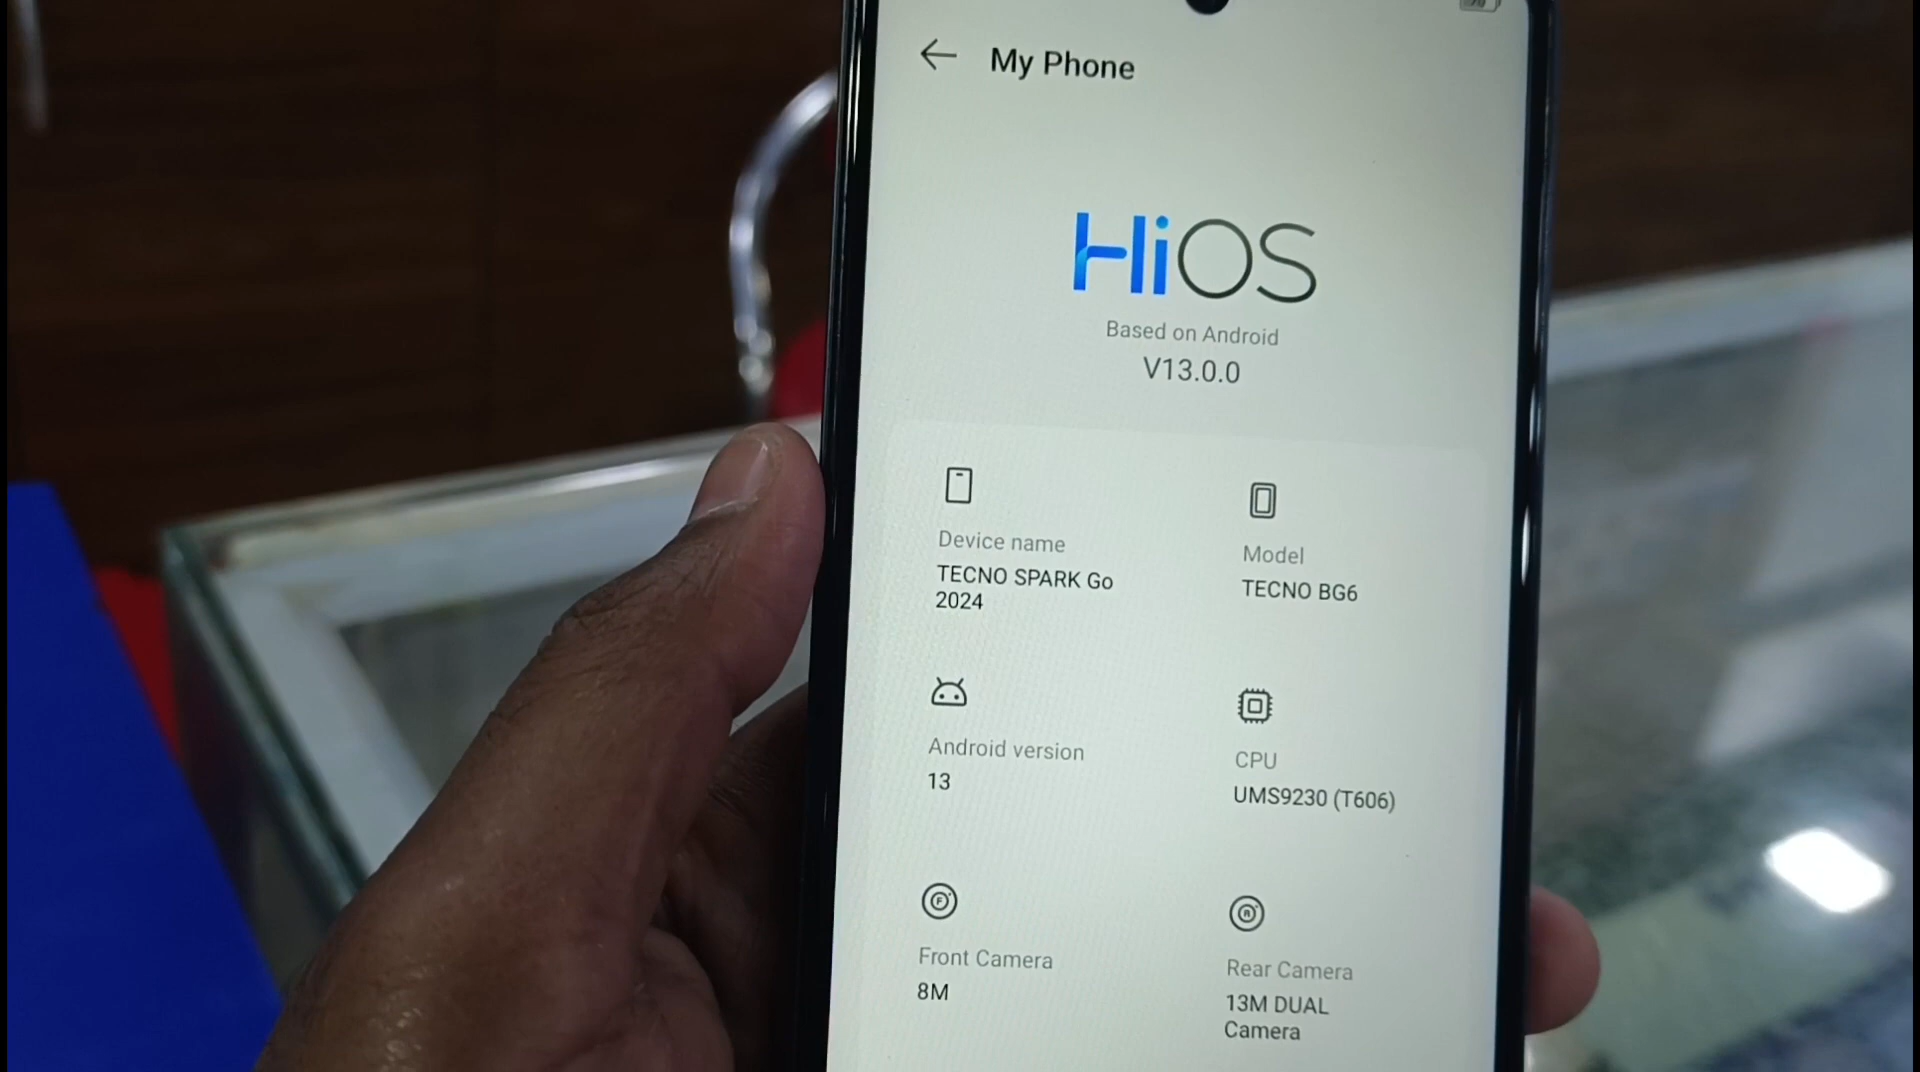 My Phone
HiOS
Based on Android
V13.0.0
Device name
TECNO SPARK Go
2024
Model
TECNO BG6
Android version
13
CPU
UMS9230 (T606)
Front Camera
8M
Rear Camera
13M DUAL
Camera